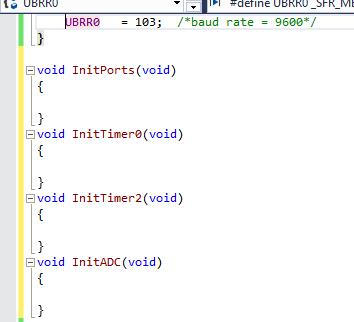 UBRR0 #define UBRR0 _SFR_ME
UBRR0 = 103; /*baud rate = 9600*/
}
void InitPorts(void)
{
}
void InitTimer0(void)
{
}
void InitTimer2(void)
{
}
void InitADC(void)
{
}